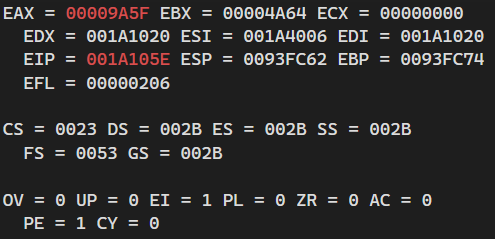 EAX = 00009A5F EBX = 00004A64 ECX = 00000000
EDX = 001A1020 ESI = 001A4006 EDI = 001A1020
EIP = 001A105E ESP = 0093FC62 EBP = 0093FC74
EFL = 00000206
CS = 0023 DS = 002B ES = 002B SS = 002B
FS = 0053 GS = 002B
OV = 0 UP = 0 EI = 1 PL = 0 ZR = 0 AC = 0
PE = 1 CY = 0